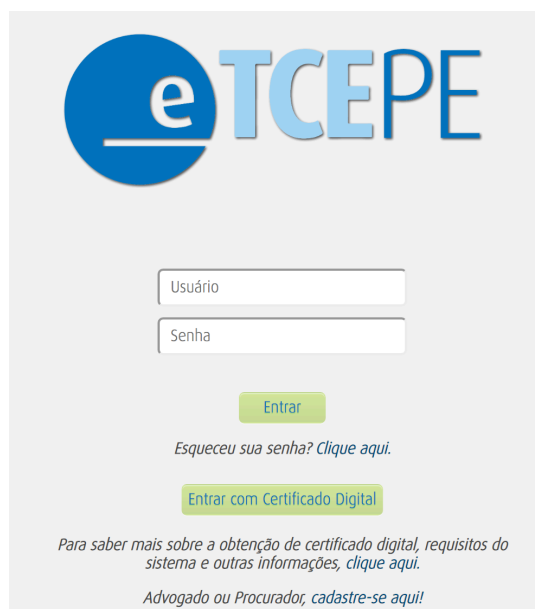 eTCEPE
Usuário
Senha
Entrar
Esqueceu sua senha? Clique aqui.
Entrar com Certificado Digital
Para saber mais sobre a obtenção de certificado digital, requisitos do
sistema e outras informações, clique aqui.
Advogado ou Procurador, cadastre-se aqui!